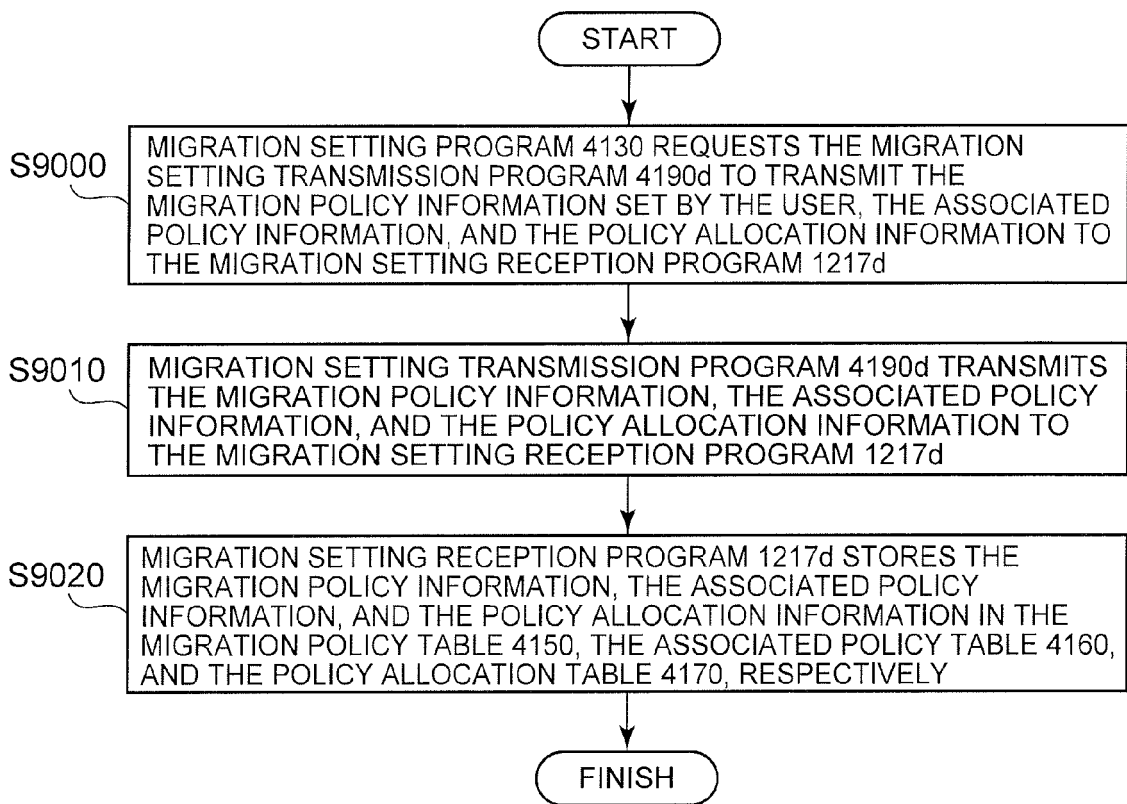 START
S9000
MIGRATION SETTING PROGRAM 4130 REQUESTS THE MIGRATION
SETTING TRANSMISSION PROGRAM 4190d TO TRANSMIT THE
MIGRATION POLICY INFORMATION SET BY THE USER, THE ASSOCIATED
POLICY INFORMATION, AND THE POLICY ALLOCATION INFORMATION TO
THE MIGRATION SETTING RECEPTION PROGRAM 1217d
S9010
MIGRATION SETTING TRANSMISSION PROGRAM 4190d TRANSMITS
THE MIGRATION POLICY INFORMATION, THE ASSOCIATED POLICY
INFORMATION, AND THE POLICY ALLOCATION INFORMATION TO
THE MIGRATION SETTING RECEPTION PROGRAM 1217d
S9020
MIGRATION SETTING RECEPTION PROGRAM 1217d STORES THE
MIGRATION POLICY INFORMATION, THE ASSOCIATED POLICY
INFORMATION, AND THE POLICY ALLOCATION INFORMATION IN THE
MIGRATION POLICY TABLE 4150, THE ASSOCIATED POLICY TABLE 4160,
AND THE POLICY ALLOCATION TABLE 4170, RESPECTIVELY
FINISH